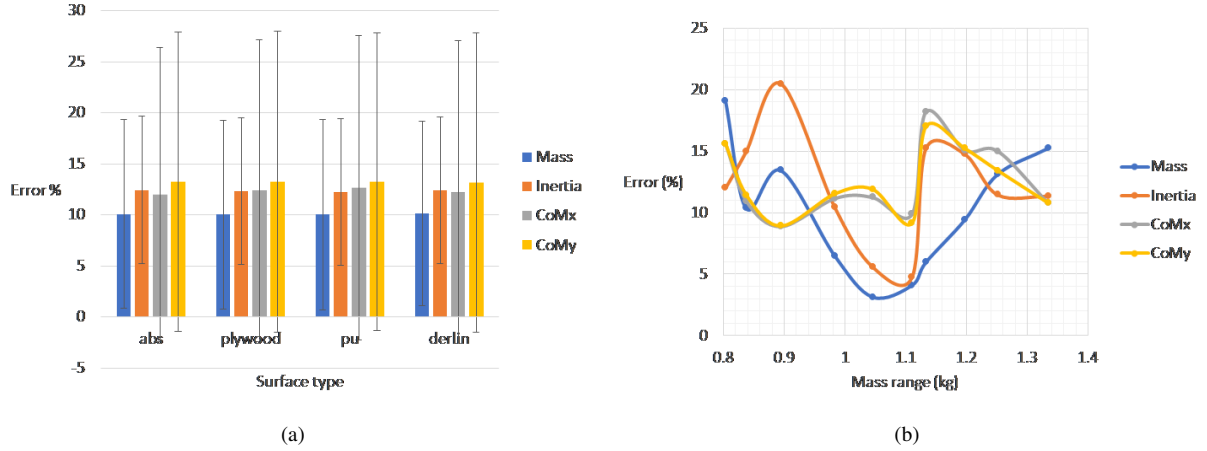 30
25
20
15
10
5
0
-5
Error %
abs plywood pu- derlin
Surface type
Mass
Inertia
CoMx
CoMy
(a)
25
20
15
10
5
0
Error (%)
0.8 0.9 1 1.1 1.2 1.3 1.4
Mass range (kg)
Mass
Inertia
CoMx
CoMy
(b)